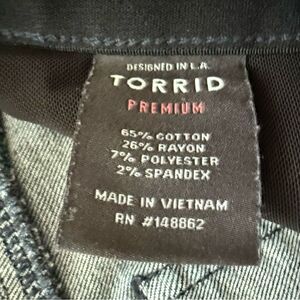 DESIGNED IN L.A.
TORRID
PREMIUM
65% COTTON
26% RAYON
7% POLYESTER
2% SPANDEX
MADE IN VIETNAM
RN #148862